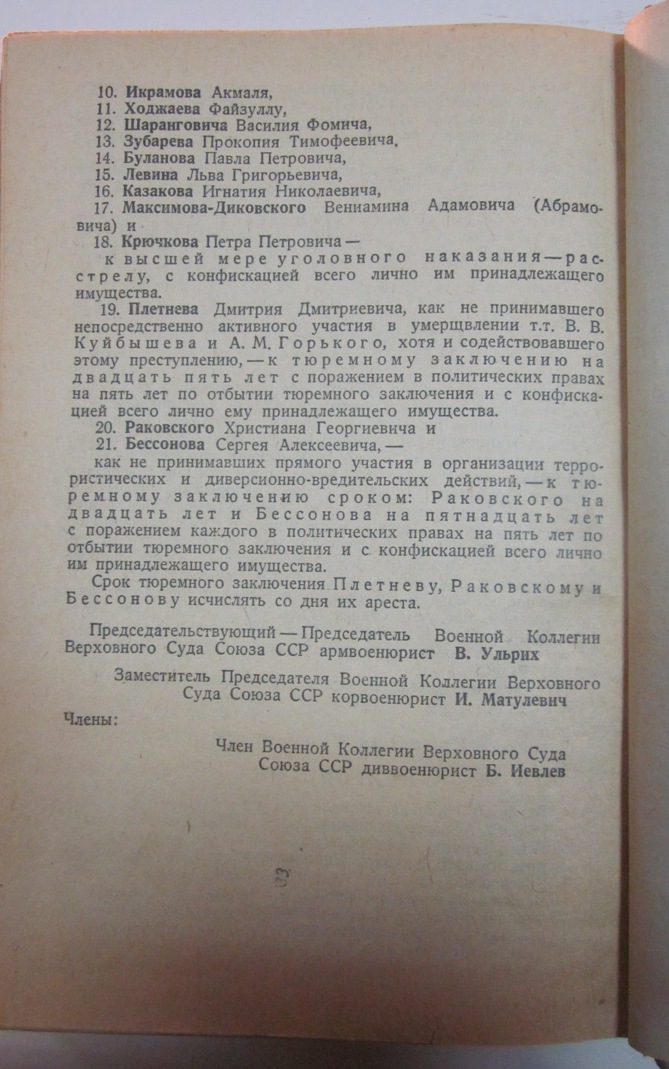 10. Икрамова Акмаля,
11. Ходжаева Файзуллу,
12. Шаранговича Василия Фомича,
13. Зубарева Прокопия Тимофеевича,
14. Буланова Павла Петровича,
15. Левина Льва Григорьевича,
16. Казакова Игнатия Николаевича,
17. Максимова-Диковского Вениамина Адамовича (Абрамо-
вича) и
18. Крючкова Петра Петровича —
к высшей мере уголовного наказания—рас-
стрелу, с конфискацией всего лично им принадлежащего
имущества.
19. Плетнева Дмитрия Дмитриевича, как не принимавшего
непосредственно активного участия в умерщвлении т.т. В. В.
Куйбышева и А. М. Горького, хотя и содействовавшего
этому преступлению, — к тюремному заключению на
двадцать пять лет с поражением в политических правах
на пять лет по отбытии тюремного заключения и с конфиска-
цией всего лично ему принадлежащего имущества.
20. Раковского Христиана Георгиевича и
21. Бессонова Сергея Алексеевича, —
как не принимавших прямого участия в организации терро-
ристических и диверсионно-вредительских действий, — к тю-
ремному заключению сроком: Раковского на
двадцать лет и Бессонова на пятнадцать лет
с поражением каждого в политических правах на пять лет по
отбытии тюремного заключения и с конфискацией всего лично
им принадлежащего имущества.
Срок тюремного заключения Плетневу, Раковскому и
Бессонову исчислять со дня их ареста.
Председательствующий — Председатель Военной Коллегии
Верховного Суда Союза ССР армвоенюрист В. Ульрих
Заместитель Председателя Военной Коллегии Верховного
Суда Союза ССР корвоенюрист И. Матулевич
Члены:
Член Военной Коллегии Верховного Суда
Союза ССР диввоенюрист Б. Иевлев